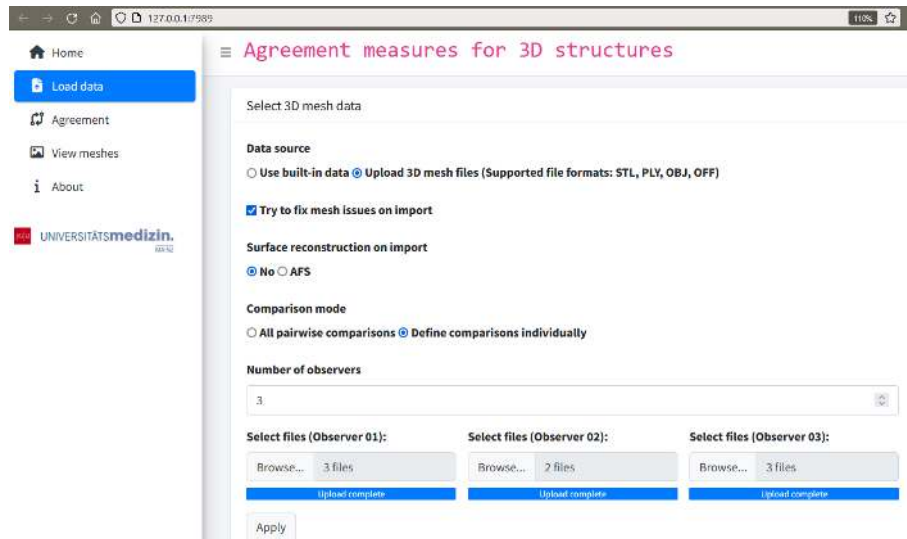 127.0.0.1:7989
110%
Home
Load data
Agreement
View meshes
About
UNIVERSITÄTSmedizin.
Agreement measures for 3D structures
Select 3D mesh data
Data source
Use built-in data Upload 3D mesh files (Supported file formats: STL, PLY, OBJ, OFF)
Try to fix mesh issues on import
Surface reconstruction on import
No AFS
Comparison mode
All pairwise comparisons Define comparisons individually
Number of observers
3
Select files (Observer 01): Select files (Observer 02): Select files (Observer 03):
Browse... 3 files Browse... 2 files Browse... 3 files
Upload complete Upload complete Upload complete
Apply